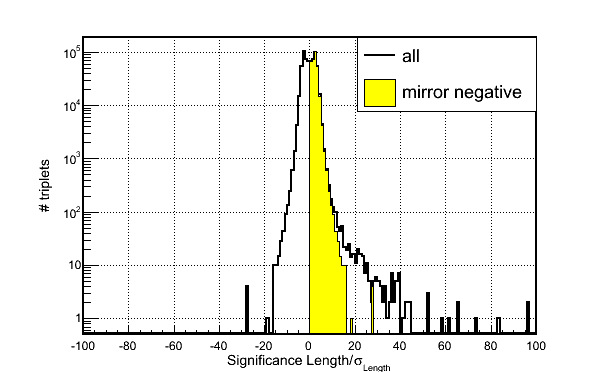 all
mirror negative
# triplets
10^5
10^4
10^3
10^2
10
1
-100 -80 -60 -40 -20 0 20 40 60 80 100
Significance Length/σ_Length